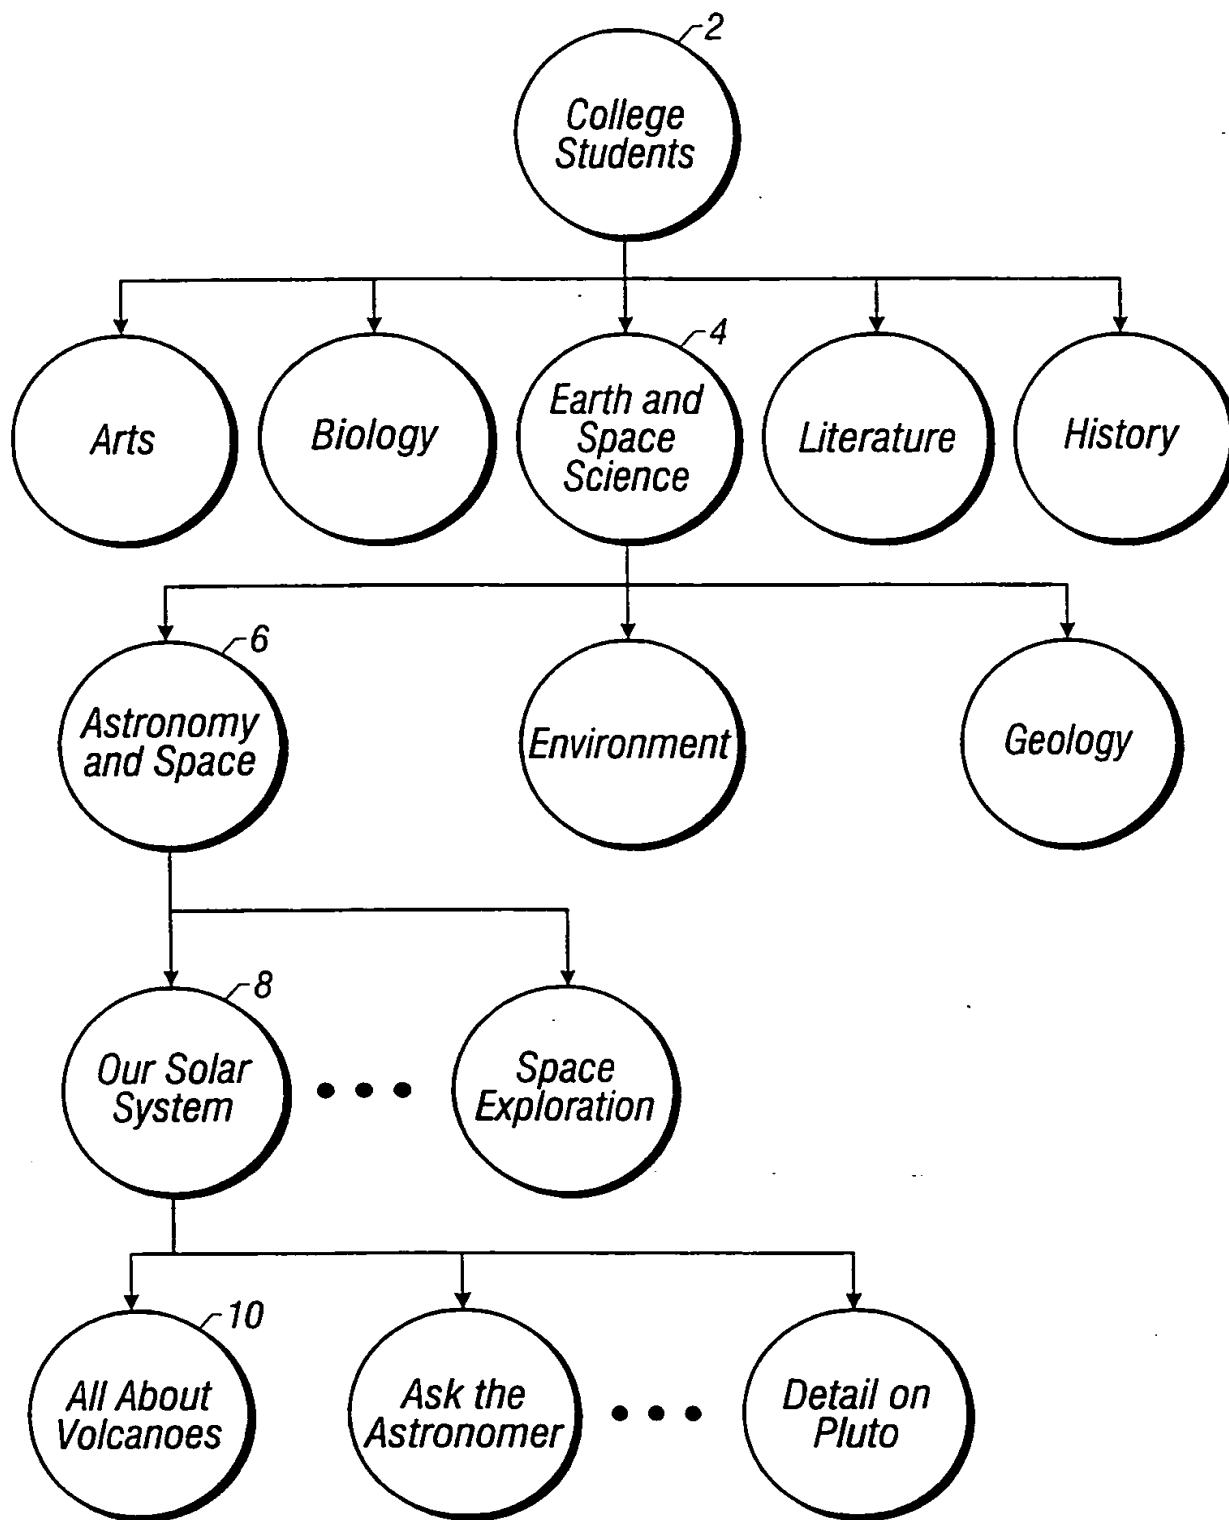 2
College
Students
4
Arts
Biology
Earth and
Space
Science
Literature
History
6
Astronomy
and Space
Environment
Geology
8
Our Solar
System
Space
Exploration
10
All About
Volcanoes
Ask the
Astronomer
Detail on
Pluto